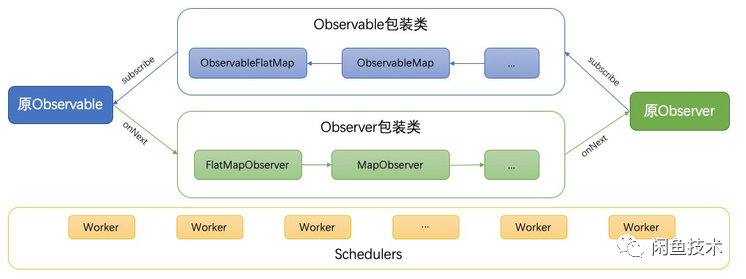 Observable包装类
ObservableFlatMap
ObservableMap
...
subscribe
subscribe
原Observable
原Observer
onNext
onNext
Observer包装类
FlatMapObserver
MapObserver
...
Worker
Worker
Worker
...
Worker
Worker
Schedulers
闲鱼技术